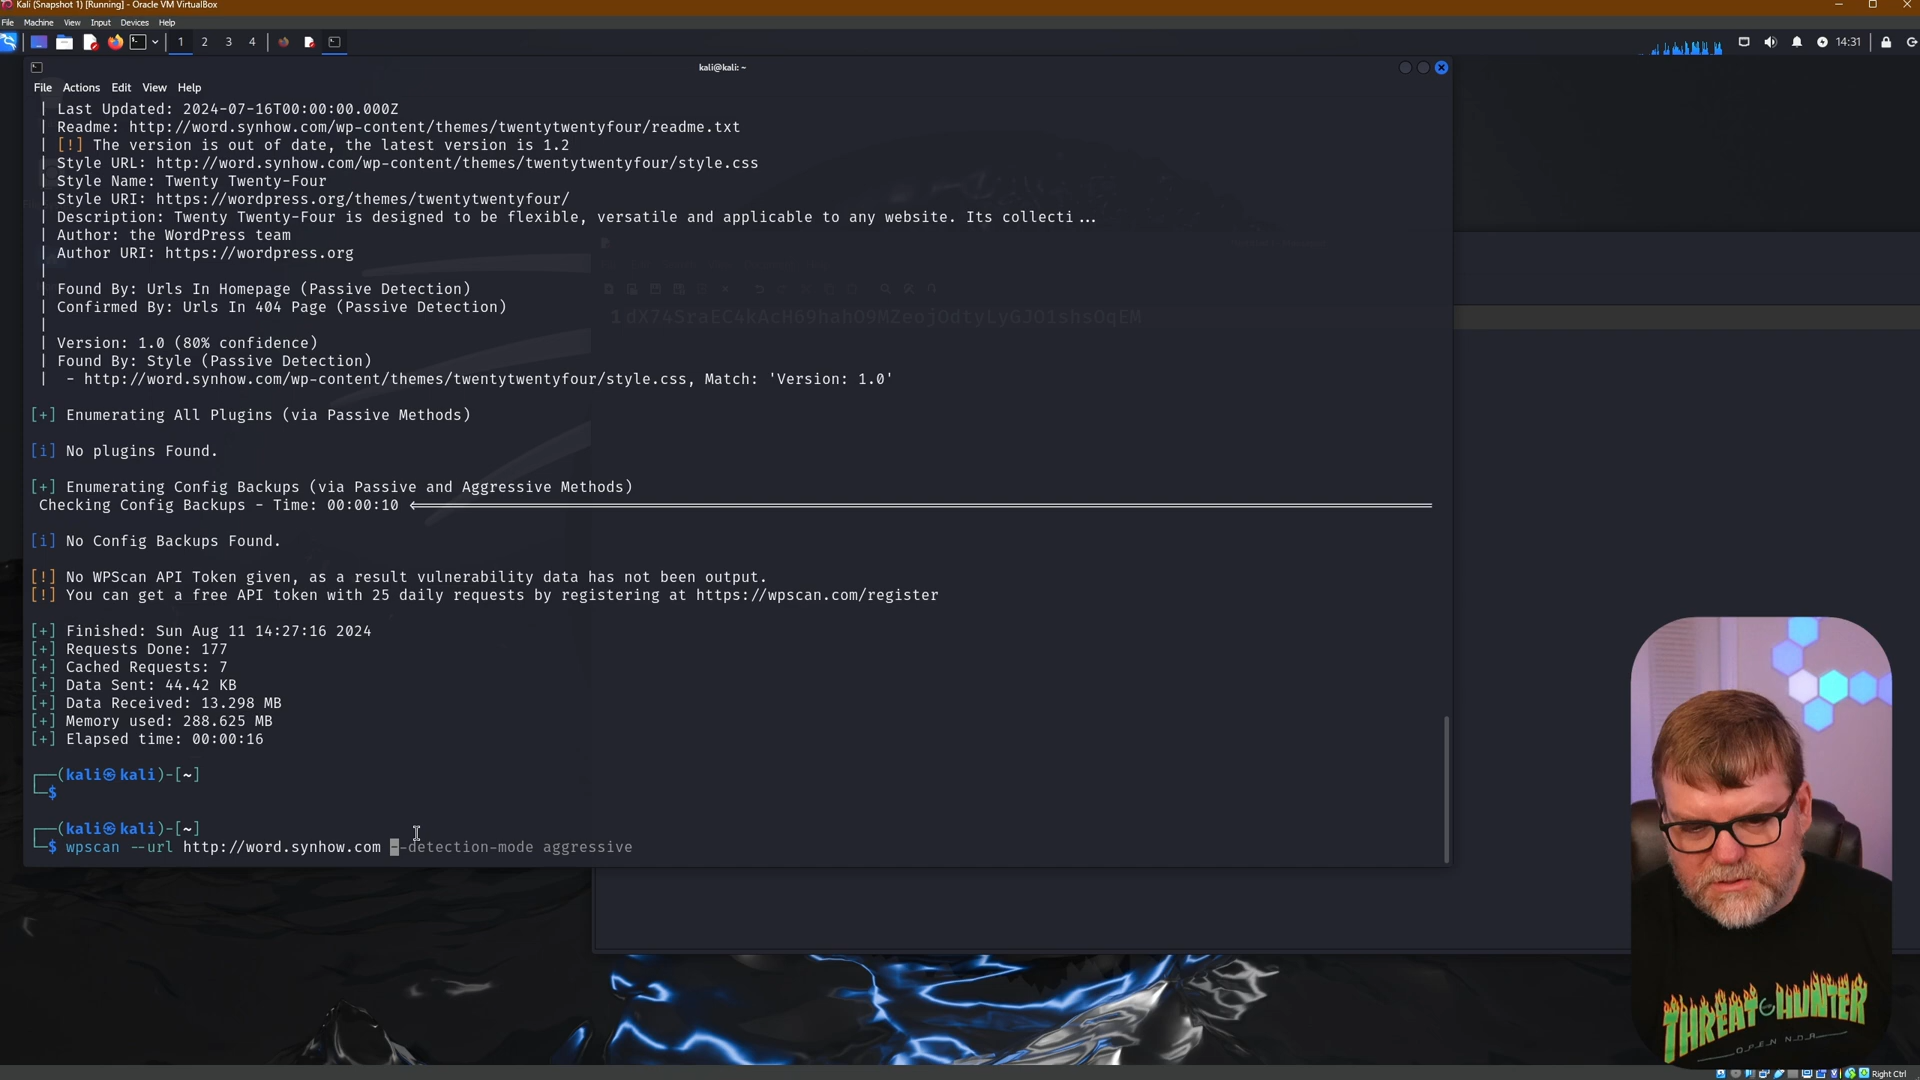 Kali (Snapshot 1) [Running] - Oracle VM VirtualBox
File Machine View Input Devices Help
1 2 3 4
14:31
kali@kali: ~
File Actions Edit View Help
| Last Updated: 2024-07-16T00:00:00.000Z
| Readme: http://word.synhow.com/wp-content/themes/twentytwentyfour/readme.txt
| [!] The version is out of date, the latest version is 1.2
| Style URL: http://word.synhow.com/wp-content/themes/twentytwentyfour/style.css
| Style Name: Twenty Twenty-Four
| Style URI: https://wordpress.org/themes/twentytwentyfour/
| Description: Twenty Twenty-Four is designed to be flexible, versatile and applicable to any website. Its collecti...
| Author: the WordPress team
| Author URI: https://wordpress.org
|
| Found By: Urls In Homepage (Passive Detection)
| Confirmed By: Urls In 404 Page (Passive Detection)
|
| Version: 1.0 (80% confidence)
| Found By: Style (Passive Detection)
|  - http://word.synhow.com/wp-content/themes/twentytwentyfour/style.css, Match: 'Version: 1.0'
[+] Enumerating All Plugins (via Passive Methods)
[i] No plugins Found.
[+] Enumerating Config Backups (via Passive and Aggressive Methods)
Checking Config Backups - Time: 00:00:10
[i] No Config Backups Found.
[!] No WPScan API Token given, as a result vulnerability data has not been output.
[!] You can get a free API token with 25 daily requests by registering at https://wpscan.com/register
[+] Finished: Sun Aug 11 14:27:16 2024
[+] Requests Done: 177
[+] Cached Requests: 7
[+] Data Sent: 44.42 KB
[+] Data Received: 13.298 MB
[+] Memory used: 288.625 MB
[+] Elapsed time: 00:00:16
(kali㉿kali)-[~]
$
(kali㉿kali)-[~]
$ wpscan --url http://word.synhow.com --detection-mode aggressive
THREAT HUNTER
OPEN NDR
Right Ctrl